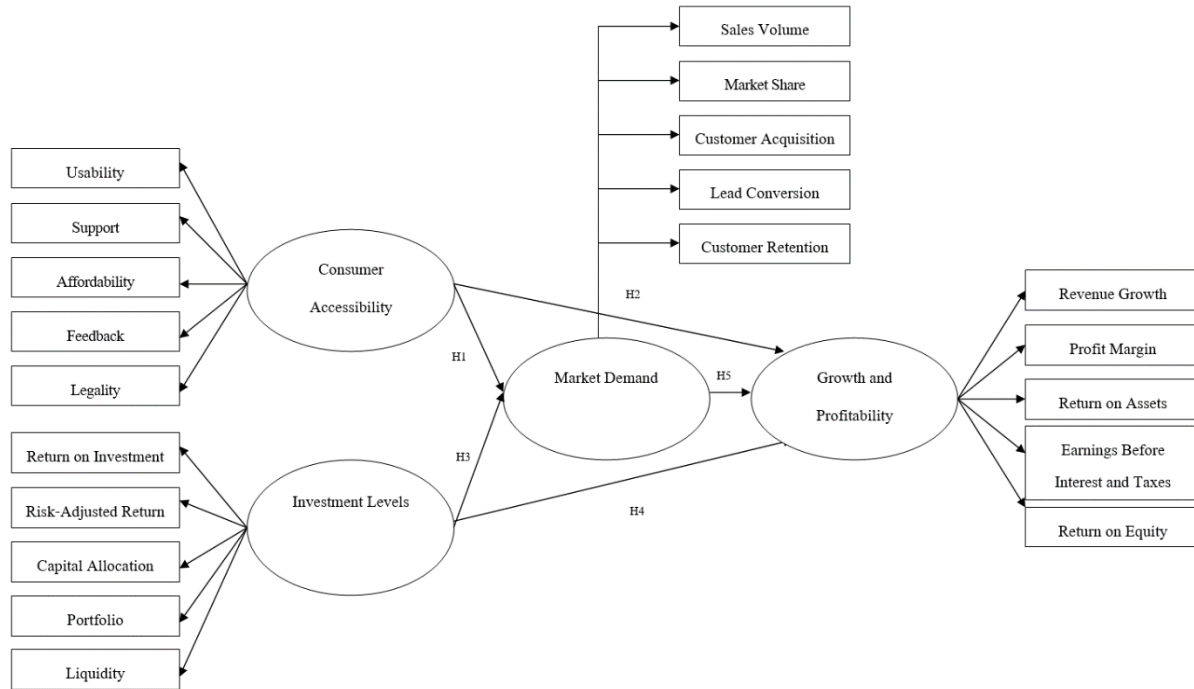 Sales Volume
Market Share
Customer Acquisition
Lead Conversion
Customer Retention
Usability
Support
Affordability
Feedback
Legality
Consumer
Accessibility
H2
H1
Market Demand
H5
Growth and
Profitability
Revenue Growth
Profit Margin
Return on Assets
Earnings Before
Interest and Taxes
Return on Equity
Return on Investment
Risk-Adjusted Return
Capital Allocation
Portfolio
Liquidity
Investment Levels
H3
H4